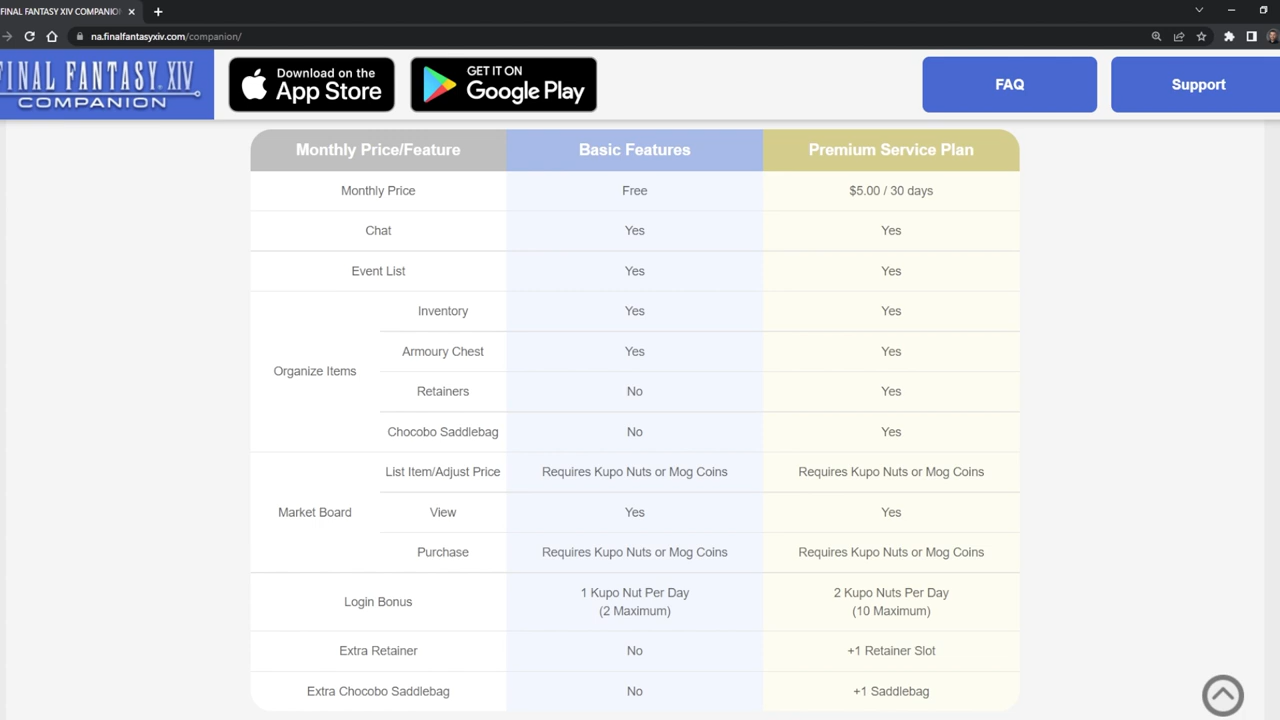 FINAL FANTASY XIV COMPANION
na.finalfantasyxiv.com/companion/
FINAL FANTASY XIV
COMPANION
Download on the
App Store
GET IT ON
Google Play
FAQ
Support
Monthly Price/Feature Basic Features Premium Service Plan
Monthly Price Free $5.00 / 30 days
Chat Yes Yes
Event List Yes Yes
Organize Items
Inventory Yes Yes
Armoury Chest Yes Yes
Retainers No Yes
Chocobo Saddlebag No Yes
Market Board
List Item/Adjust Price Requires Kupo Nuts or Mog Coins Requires Kupo Nuts or Mog Coins
View Yes Yes
Purchase Requires Kupo Nuts or Mog Coins Requires Kupo Nuts or Mog Coins
Login Bonus
1 Kupo Nut Per Day
(2 Maximum)
2 Kupo Nuts Per Day
(10 Maximum)
Extra Retainer No +1 Retainer Slot
Extra Chocobo Saddlebag No +1 Saddlebag